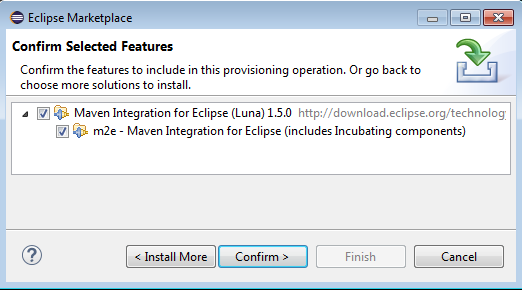 Eclipse Marketplace
Confirm Selected Features
Confirm the features to include in this provisioning operation. Or go back to
choose more solutions to install.
Maven Integration for Eclipse (Luna) 1.5.0 http://download.eclipse.org/technology
m2e - Maven Integration for Eclipse (includes Incubating components)
? < Install More Confirm > Finish Cancel